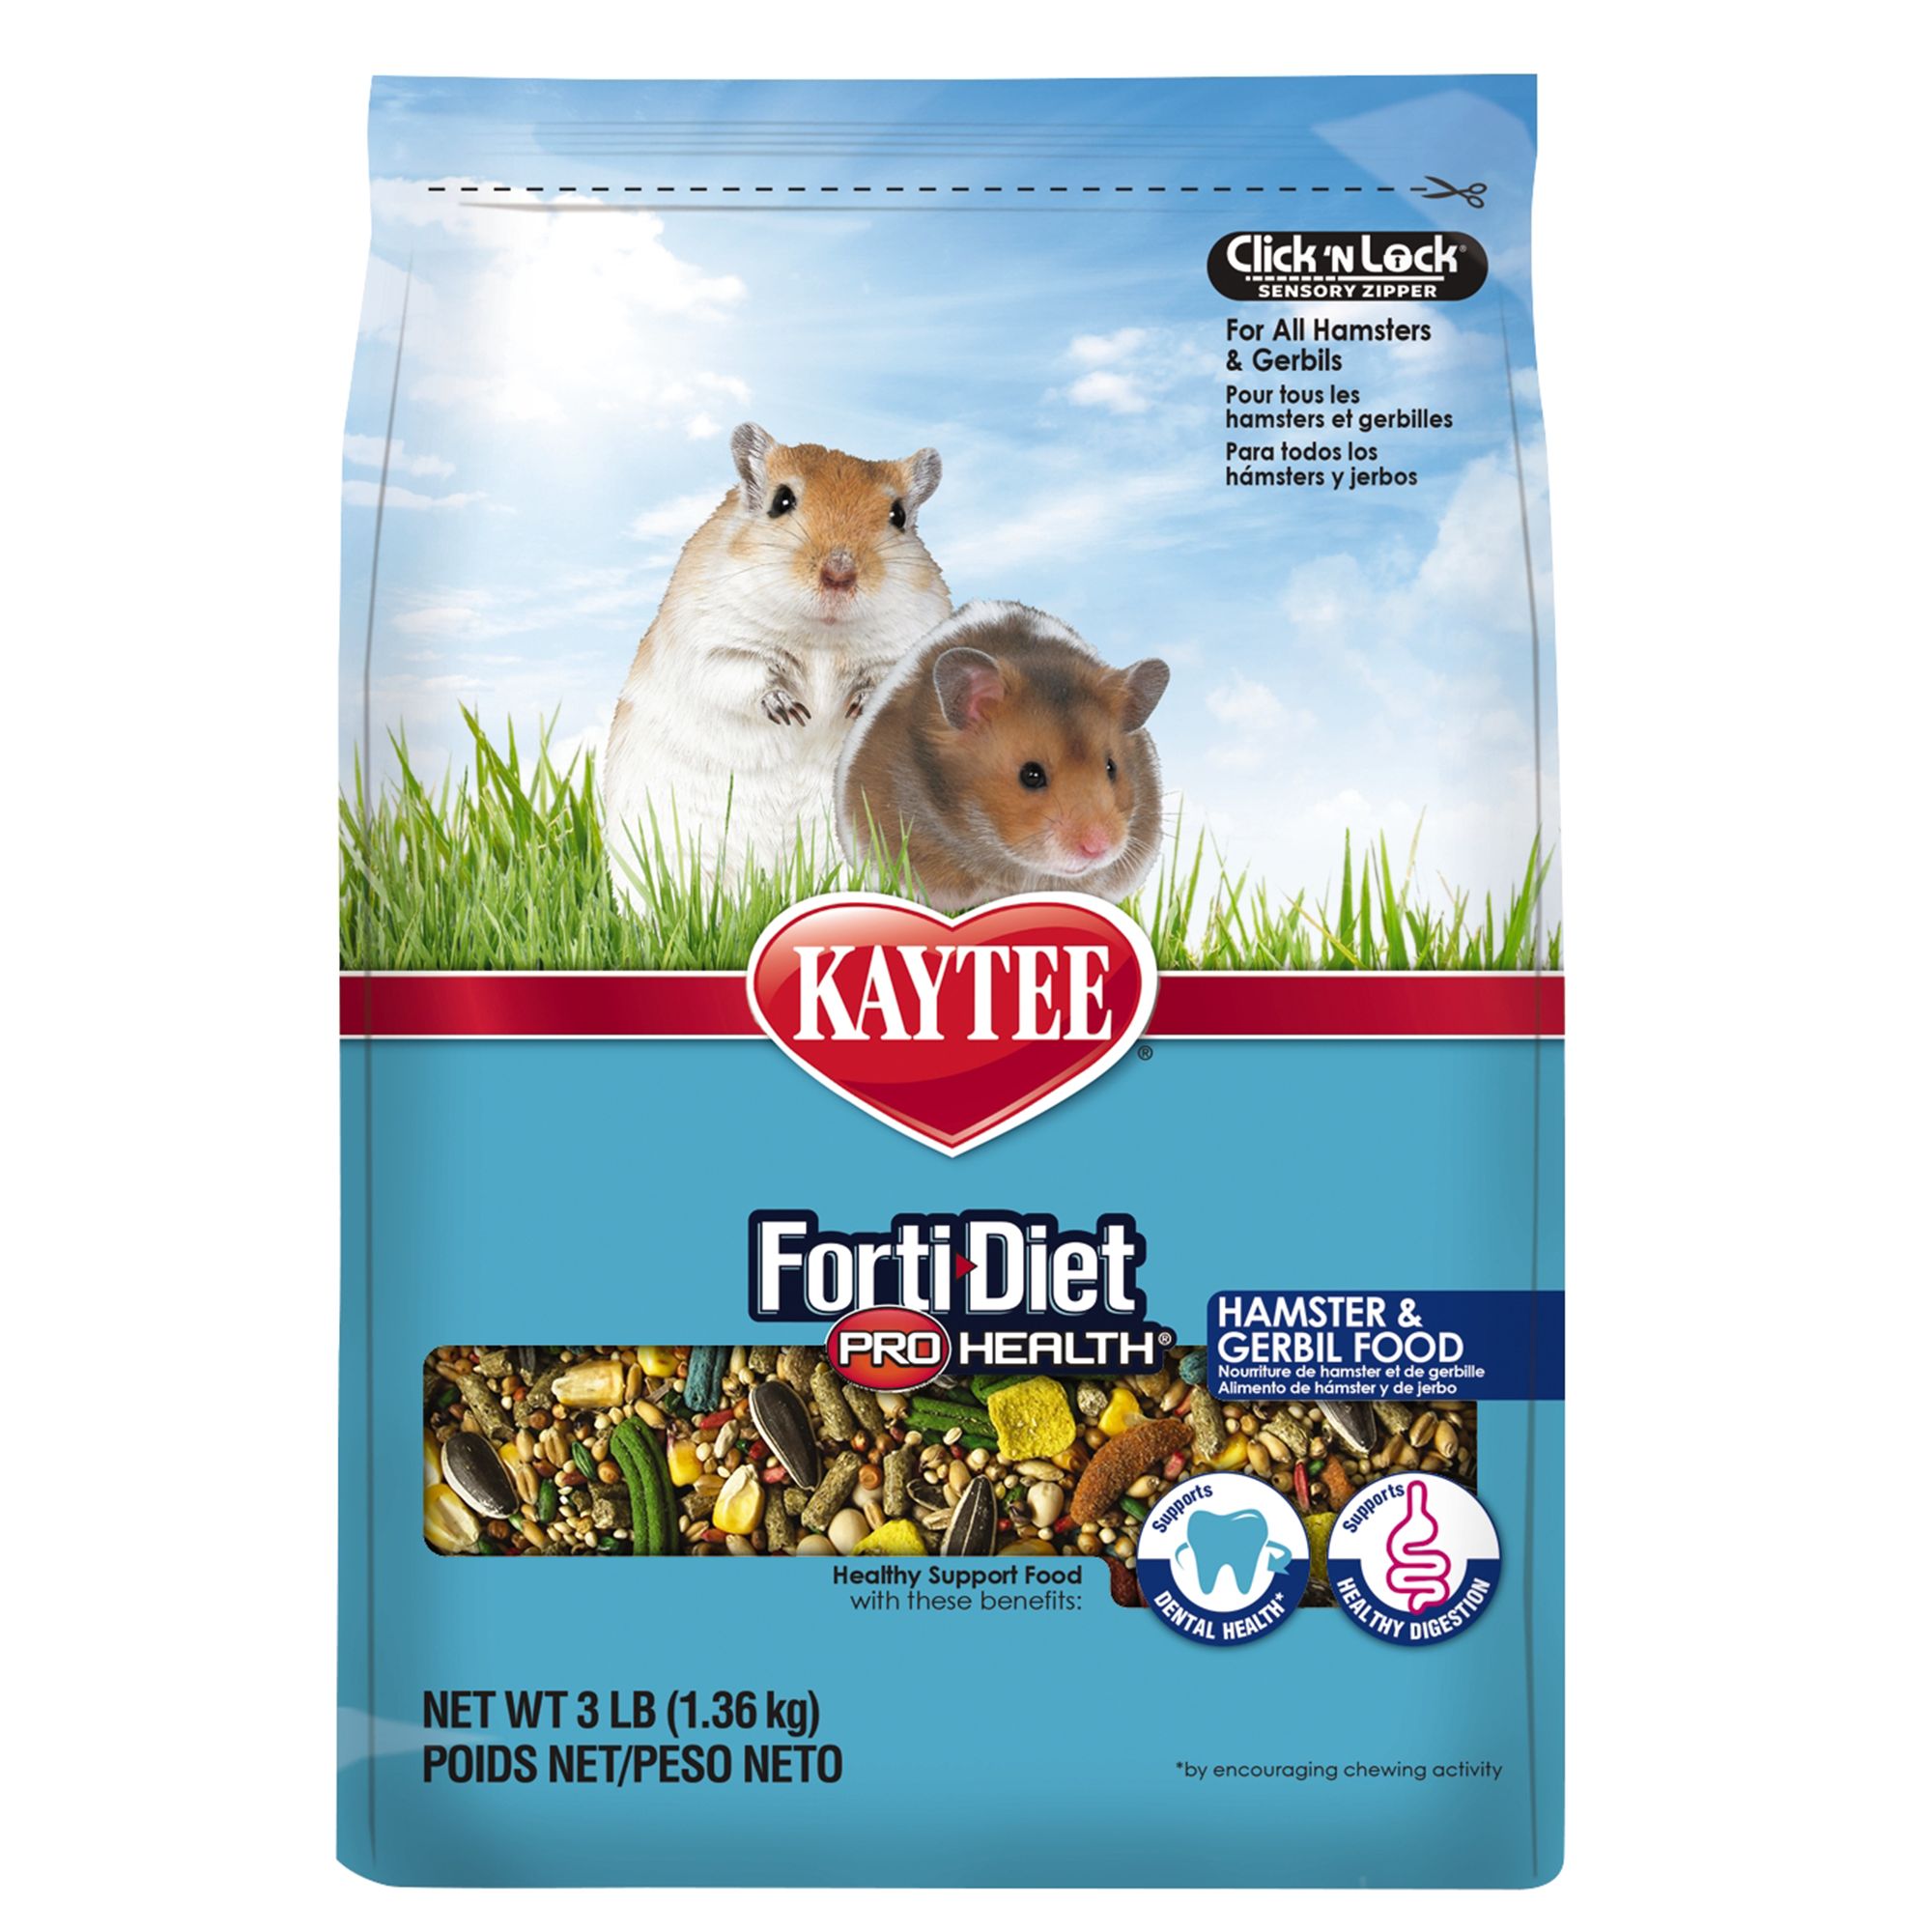 Click 'N Lock®
SENSORY ZIPPER
For All Hamsters
& Gerbils
Pour tous les
hamsters et gerbilles
Para todos los
hámsters y jerbos
KAYTEE®
Forti Diet
PRO HEALTH®
HAMSTER &
GERBIL FOOD
Nourriture de hamster et de gerbille
Alimento de hámster y de jerbo
Supports
DENTAL HEALTH*
Supports
HEALTHY DIGESTION
Healthy Support Food
with these benefits:
NET WT 3 LB (1.36 kg)
POIDS NET/PESO NETO
*by encouraging chewing activity